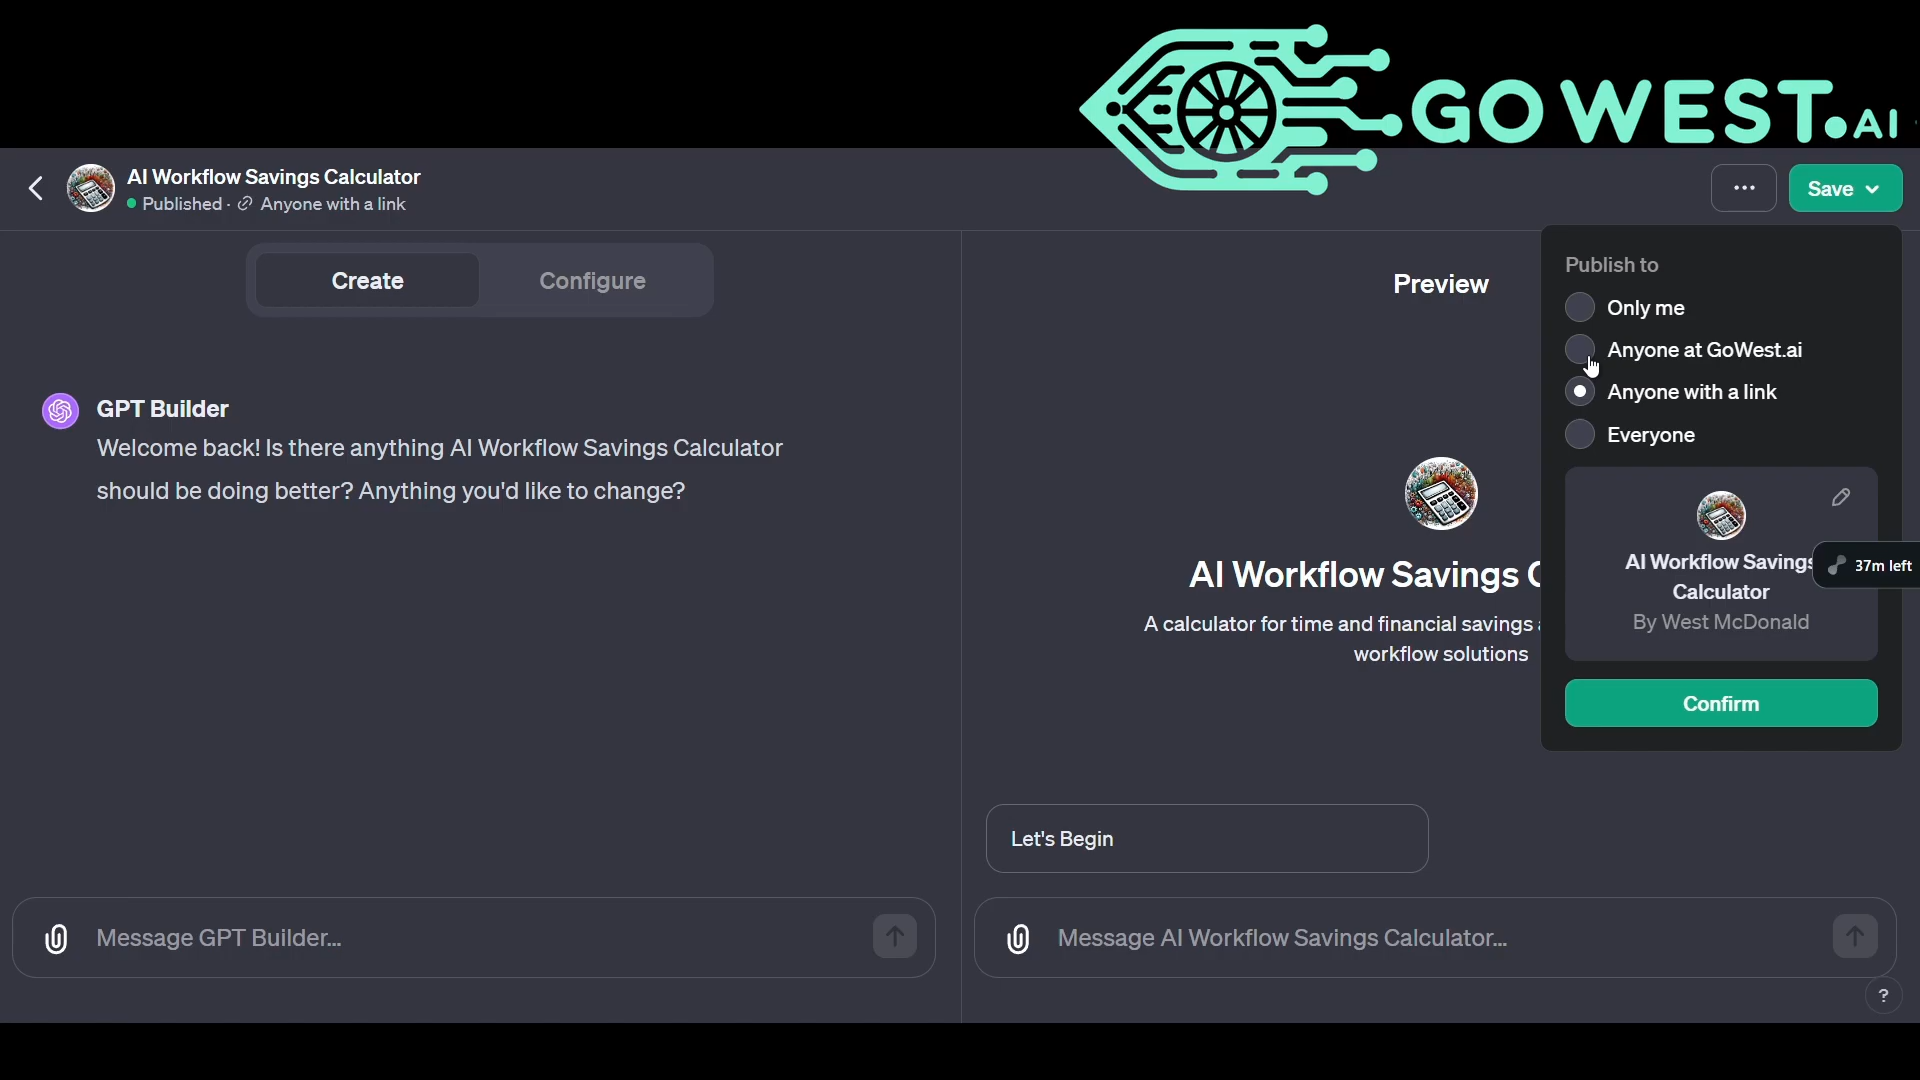 GO WEST.AI
AI Workflow Savings Calculator
Published · Anyone with a link
...
Save
Create
Configure
GPT Builder
Welcome back! Is there anything AI Workflow Savings Calculator
should be doing better? Anything you'd like to change?
Message GPT Builder...
Preview
AI Workflow Savings
A calculator for time and financial savings
workflow solutions
Let's Begin
Message AI Workflow Savings Calculator...
?
Publish to
Only me
Anyone at GoWest.ai
Anyone with a link
Everyone
AI Workflow Savings
Calculator
By West McDonald
37m left
Confirm